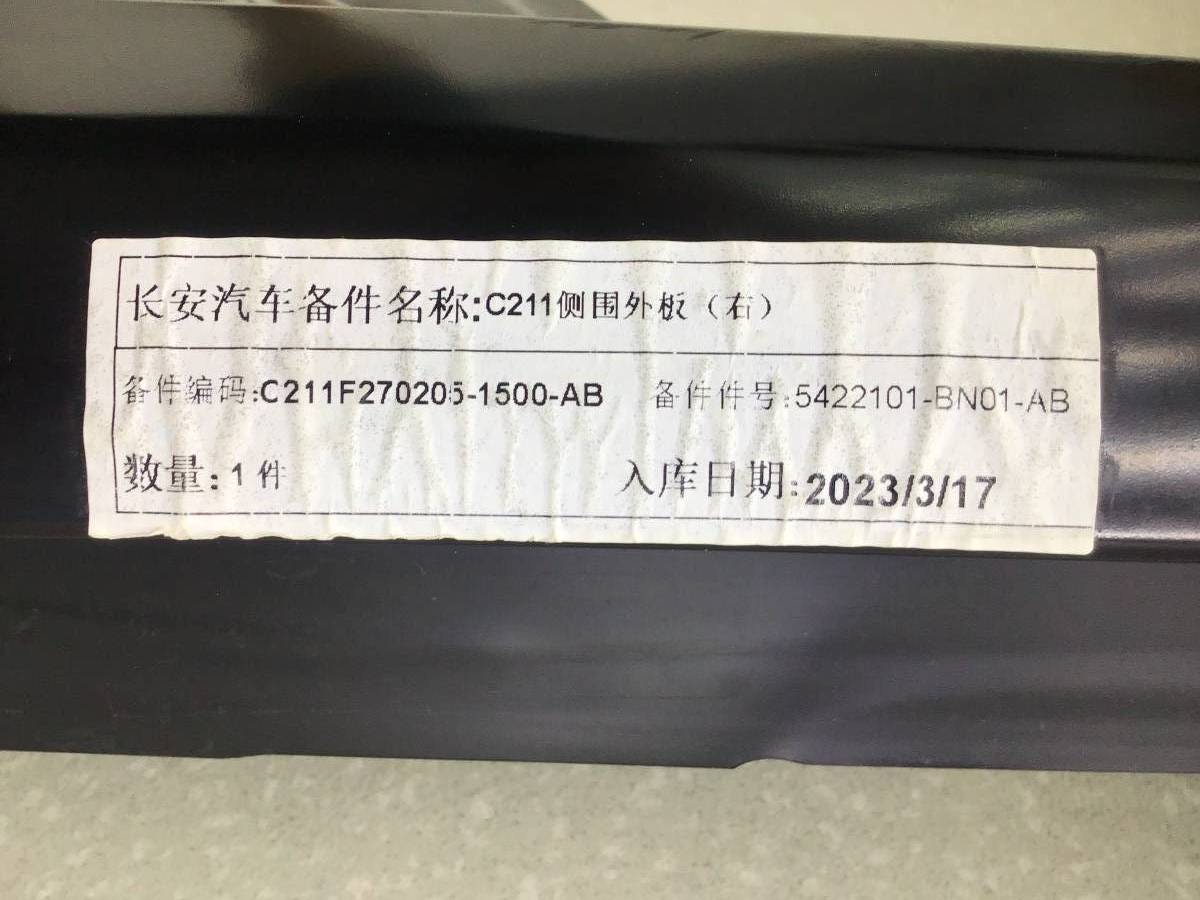 长安汽车备件名称:C211侧围外板（右）
备件编码:C211F270205-1500-AB 备件件号:5422101-BN01-AB
数量:1件 入库日期:2023/3/17